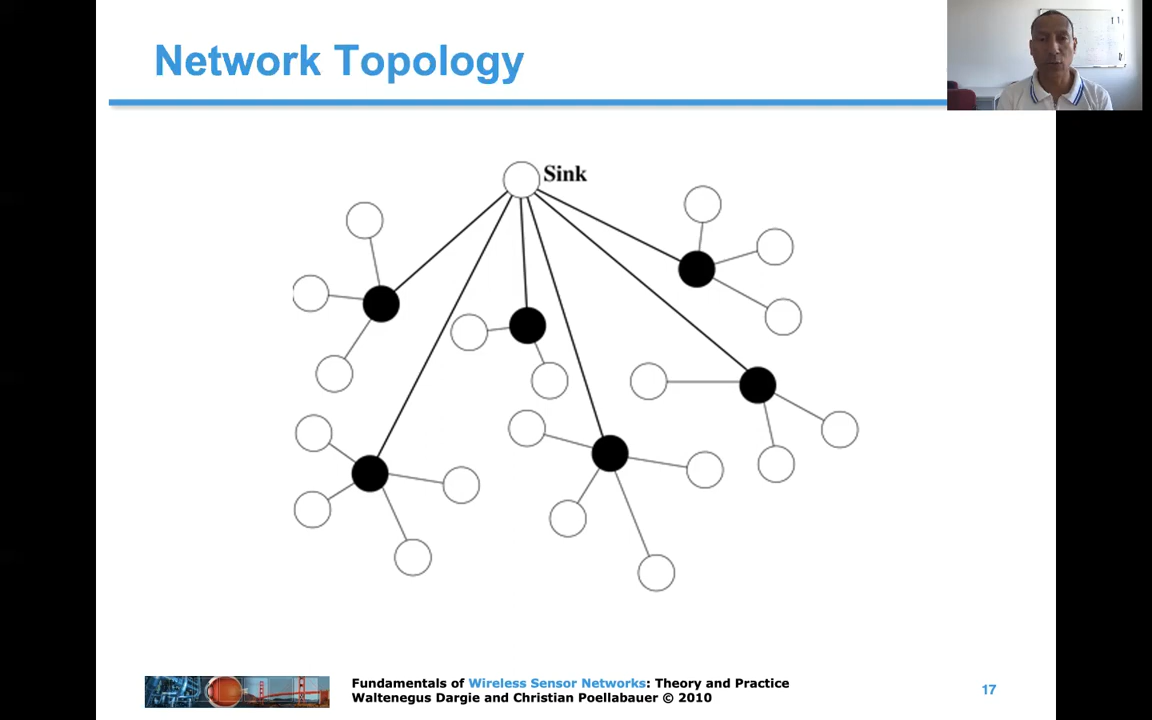 Network Topology
Sink
Fundamentals of Wireless Sensor Networks: Theory and Practice
Waltenegus Dargie and Christian Poellabauer © 2010
17